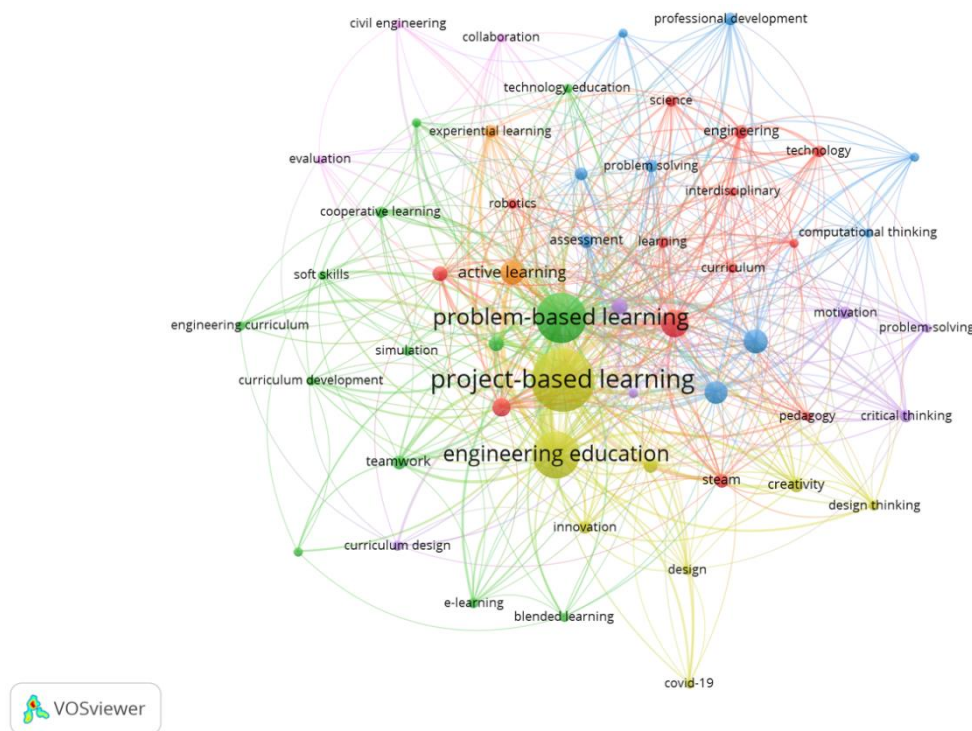 civil engineering
professional development
collaboration
technology education
science
experiential learning
engineering
technology
evaluation
problem solving
robotics
interdisciplinary
cooperative learning
computational thinking
assessment
learning
soft skills
active learning
curriculum
motivation
problem-based learning
engineering curriculum
problem-solving
simulation
curriculum development
project-based learning
pedagogy
critical thinking
engineering education
teamwork
steam
creativity
design thinking
innovation
curriculum design
design
e-learning
blended learning
covid-19
VOSviewer